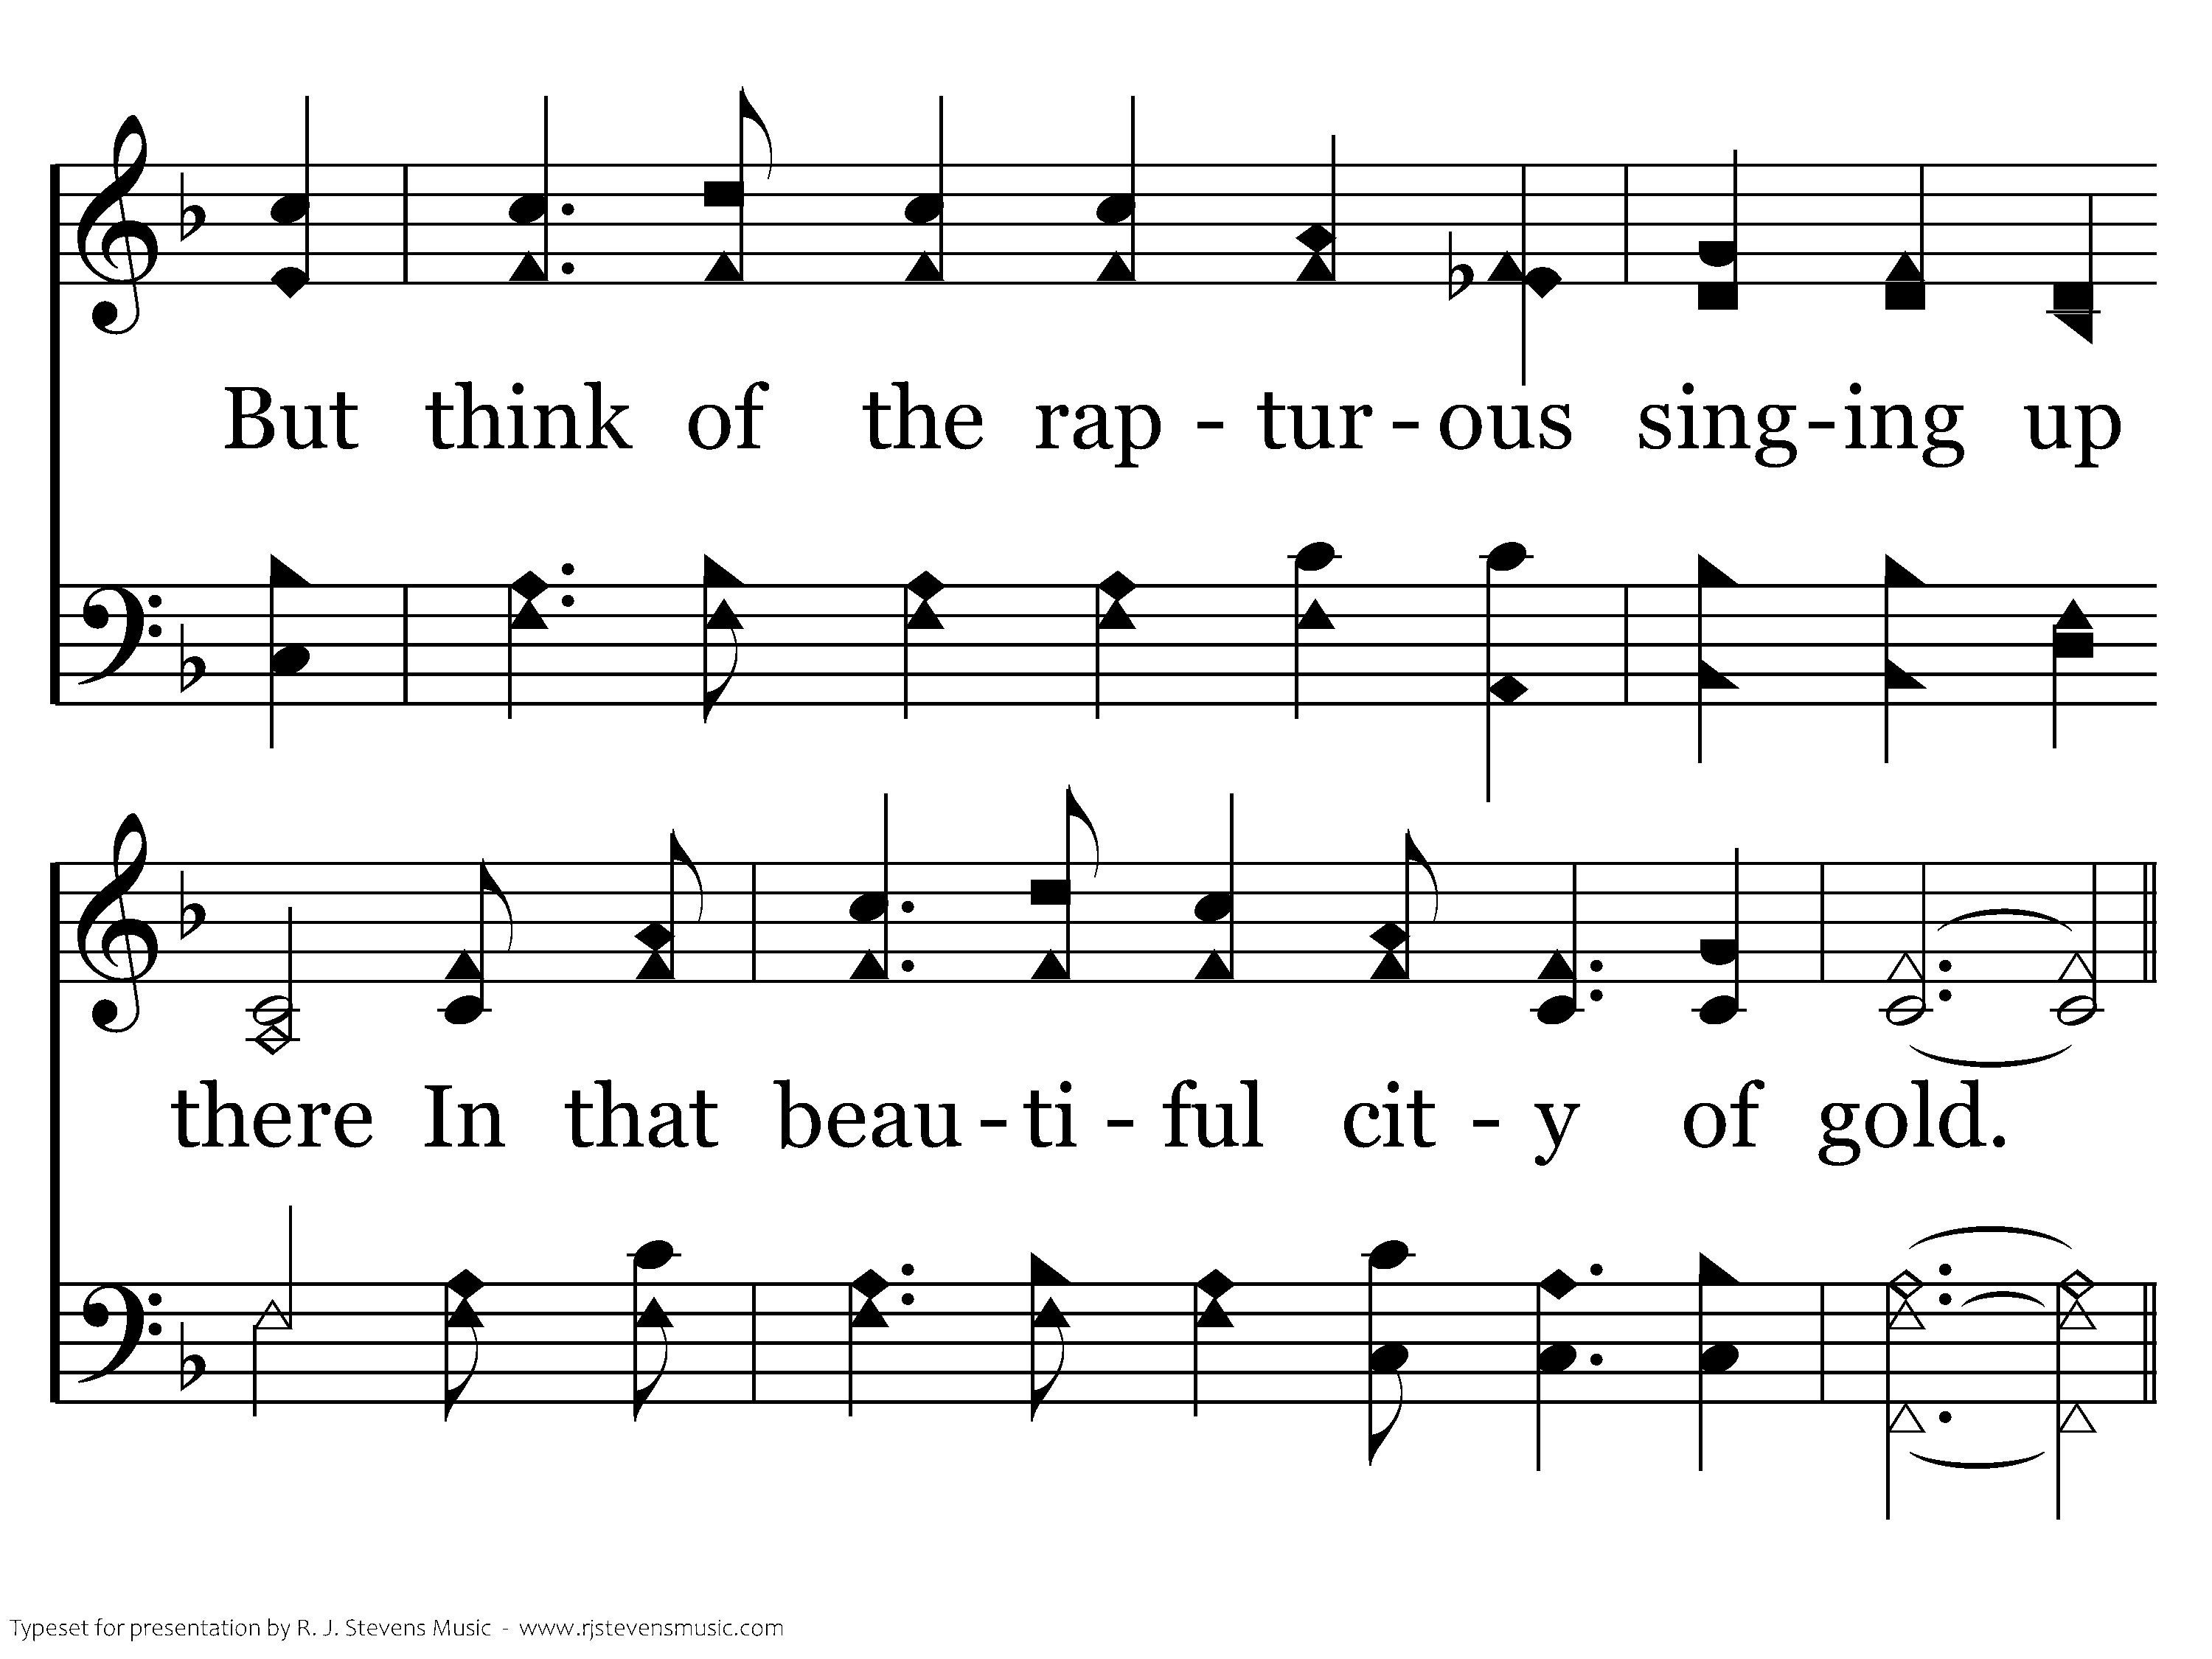 But think of the rap - tur - ous sing - ing up
there In that beau - ti - ful cit - y of gold.
Typeset for presentation by R. J. Stevens Music - www.rjstevensmusic.com